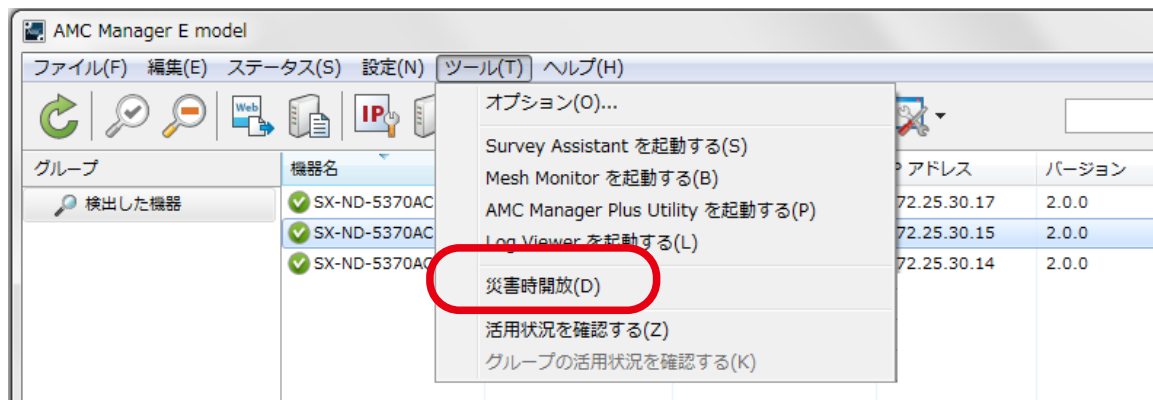 AMC Manager E model
ファイル(F) 編集(E) ステータス(S) 設定(N) ツール(T) ヘルプ(H)
Web
IP
オプション(O)...
Survey Assistant を起動する(S)
Mesh Monitor を起動する(B)
AMC Manager Plus Utility を起動する(P)
Log Viewer を起動する(L)
災害時開放(D)
活用状況を確認する(Z)
グループの活用状況を確認する(K)
グループ
検出した機器
機器名 アドレス バージョン
SX-ND-5370AC 72.25.30.17 2.0.0
SX-ND-5370AC 72.25.30.15 2.0.0
SX-ND-5370AC 72.25.30.14 2.0.0